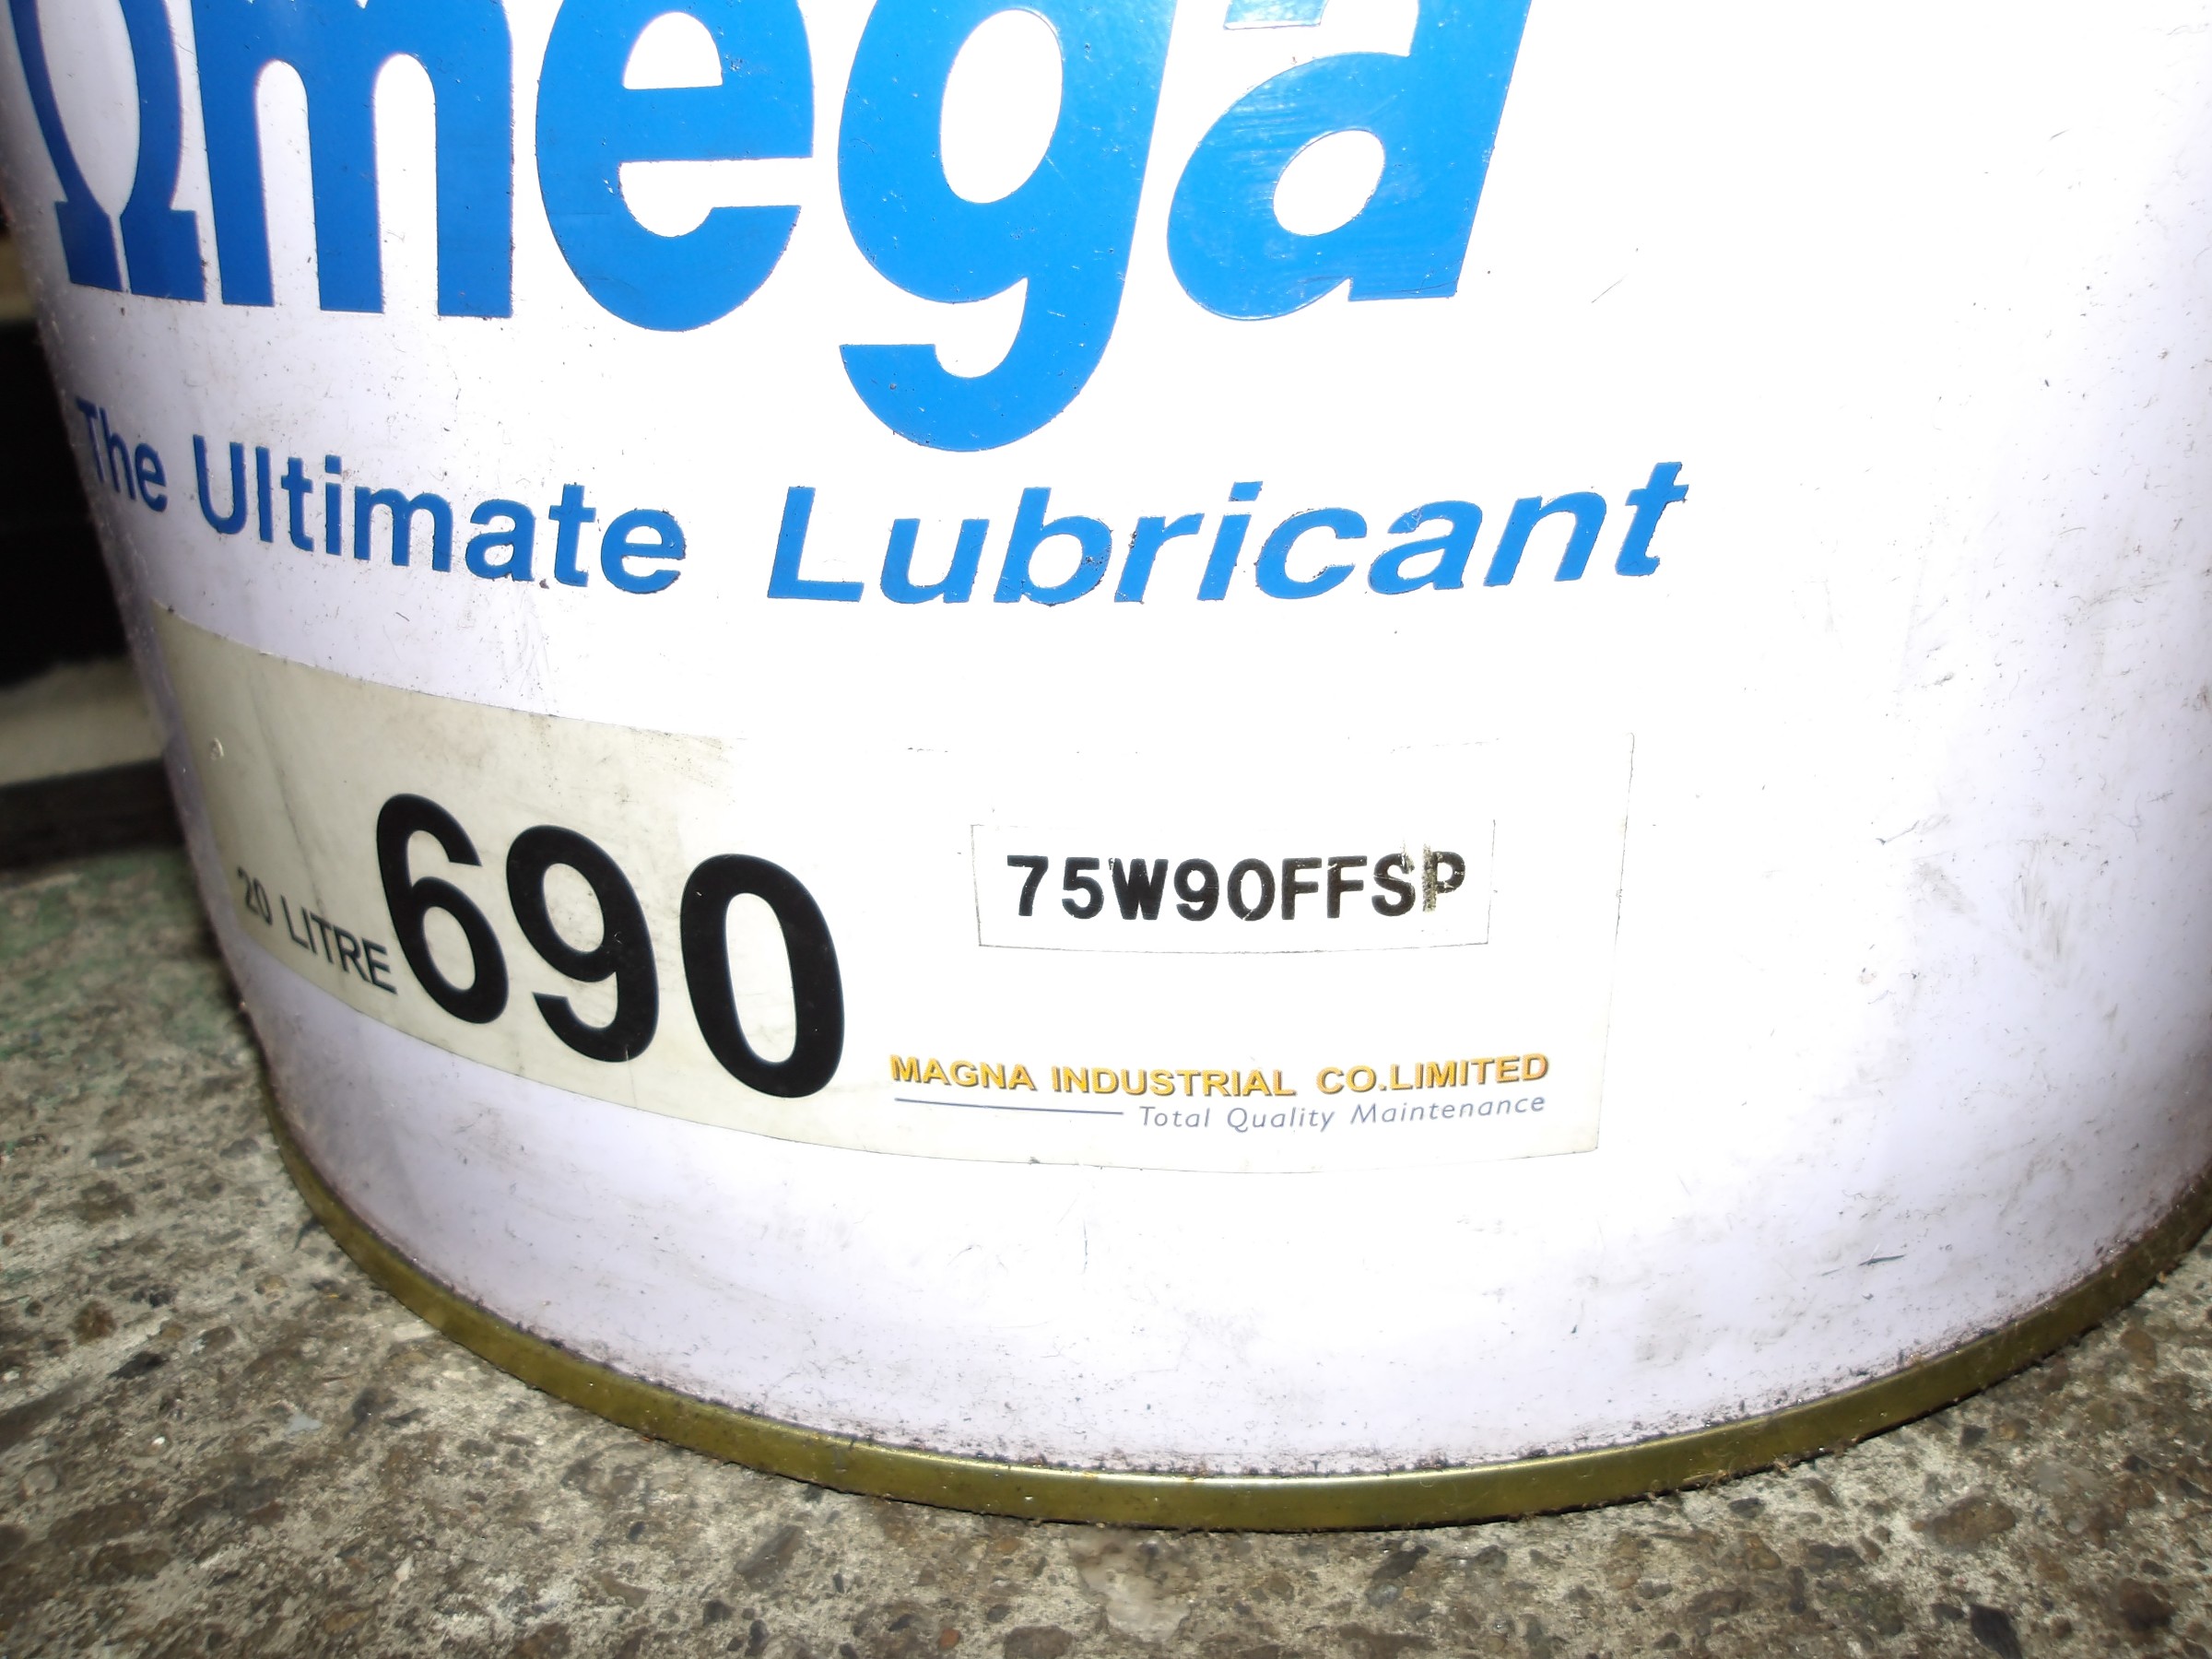 Ωmega
The Ultimate Lubricant
20 LITRE 690
75W90FFSP
MAGNA INDUSTRIAL CO.LIMITED
Total Quality Maintenance